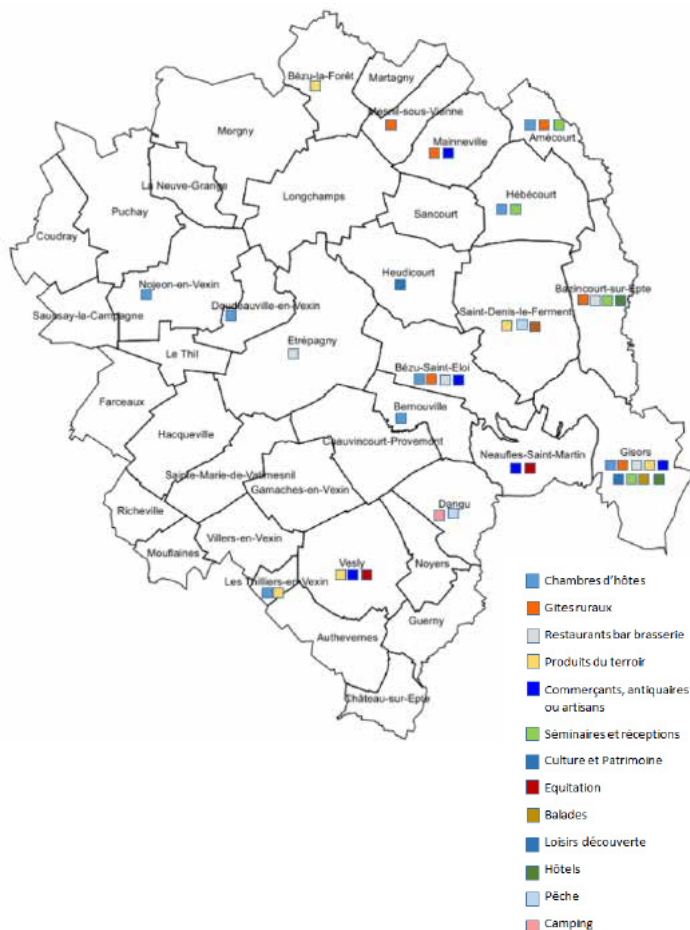 Bézu-la-Forêt
Martagny
Mesnil-sous-Vienne
Morgny
Mainneville
Amécourt
La Neuve-Grange
Longchamps
Hébécourt
Puchay
Sancourt
Coudray
Nojeon-en-Vexin
Heudicourt
Bazincourt-sur-Epte
Doudeauville-en-Vexin
Saint-Denis-le-Ferment
Saussay-la-Campagne
Etrépagny
Le Thil
Bézu-Saint-Eloi
Farceaux
Bernouville
Hacqueville
Chauvincourt-Provemont
Neaufles-Saint-Martin
Gisors
Sainte-Marie-de-Vatimesnil
Gamaches-en-Vexin
Dangu
Richeville
Villers-en-Vexin
Mouflaines
Vesly
Noyers
Les Thilliers-en-Vexin
Guerny
Authevernes
Château-sur-Epte
Chambres d'hôtes
Gites ruraux
Restaurants bar brasserie
Produits du terroir
Commerçants, antiquaires
ou artisans
Séminaires et réceptions
Culture et Patrimoine
Equitation
Balades
Loisirs découverte
Hôtels
Pêche
Camping